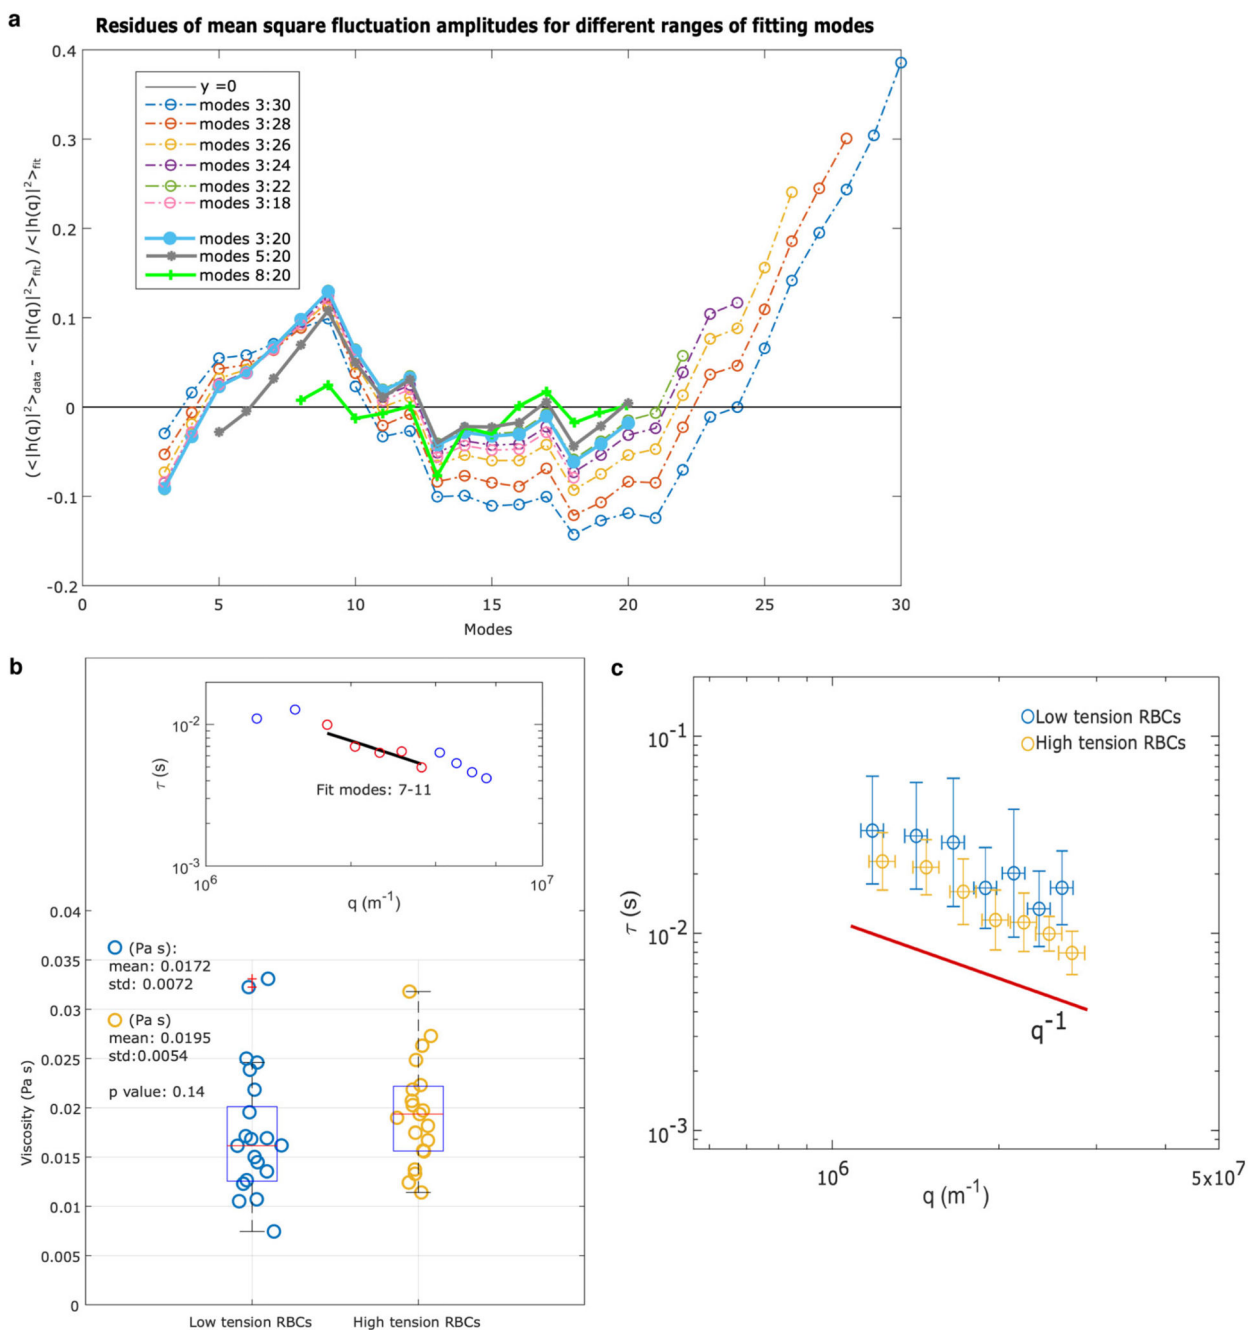 a
Residues of mean square fluctuation amplitudes for different ranges of fitting modes
(<|h(q)|²>data - <|h(q)|²>fit) /<|h(q)|²>fit
0.4
0.3
0.2
0.1
0
-0.1
-0.2
y =0
modes 3:30
modes 3:28
modes 3:26
modes 3:24
modes 3:22
modes 3:18
modes 3:20
modes 5:20
modes 8:20
0 5 10 15 20 25 30
Modes
b
τ (s)
10⁻²
10⁻³
Fit modes: 7-11
10⁶ 10⁷
q (m⁻¹)
Viscosity (Pa s)
0.04
0.035
0.03
0.025
0.02
0.015
0.01
0.005
0
(Pa s):
mean: 0.0172
std: 0.0072
(Pa s)
mean: 0.0195
std:0.0054
p value: 0.14
Low tension RBCs High tension RBCs
c
τ (s)
10⁻¹
10⁻²
10⁻³
Low tension RBCs
High tension RBCs
q⁻¹
10⁶ 5x10⁷
q (m⁻¹)